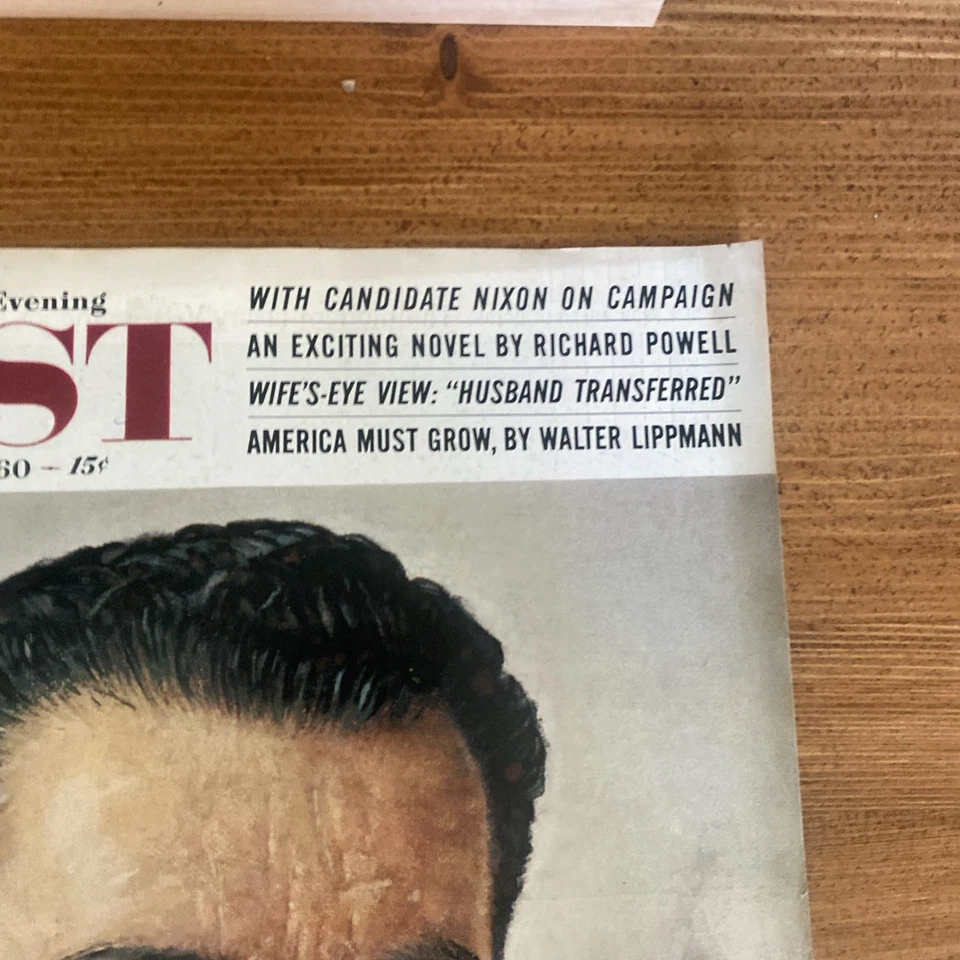 Evening
ST
60 – 15¢
WITH CANDIDATE NIXON ON CAMPAIGN
AN EXCITING NOVEL BY RICHARD POWELL
WIFE'S-EYE VIEW: “HUSBAND TRANSFERRED”
AMERICA MUST GROW, BY WALTER LIPPMANN